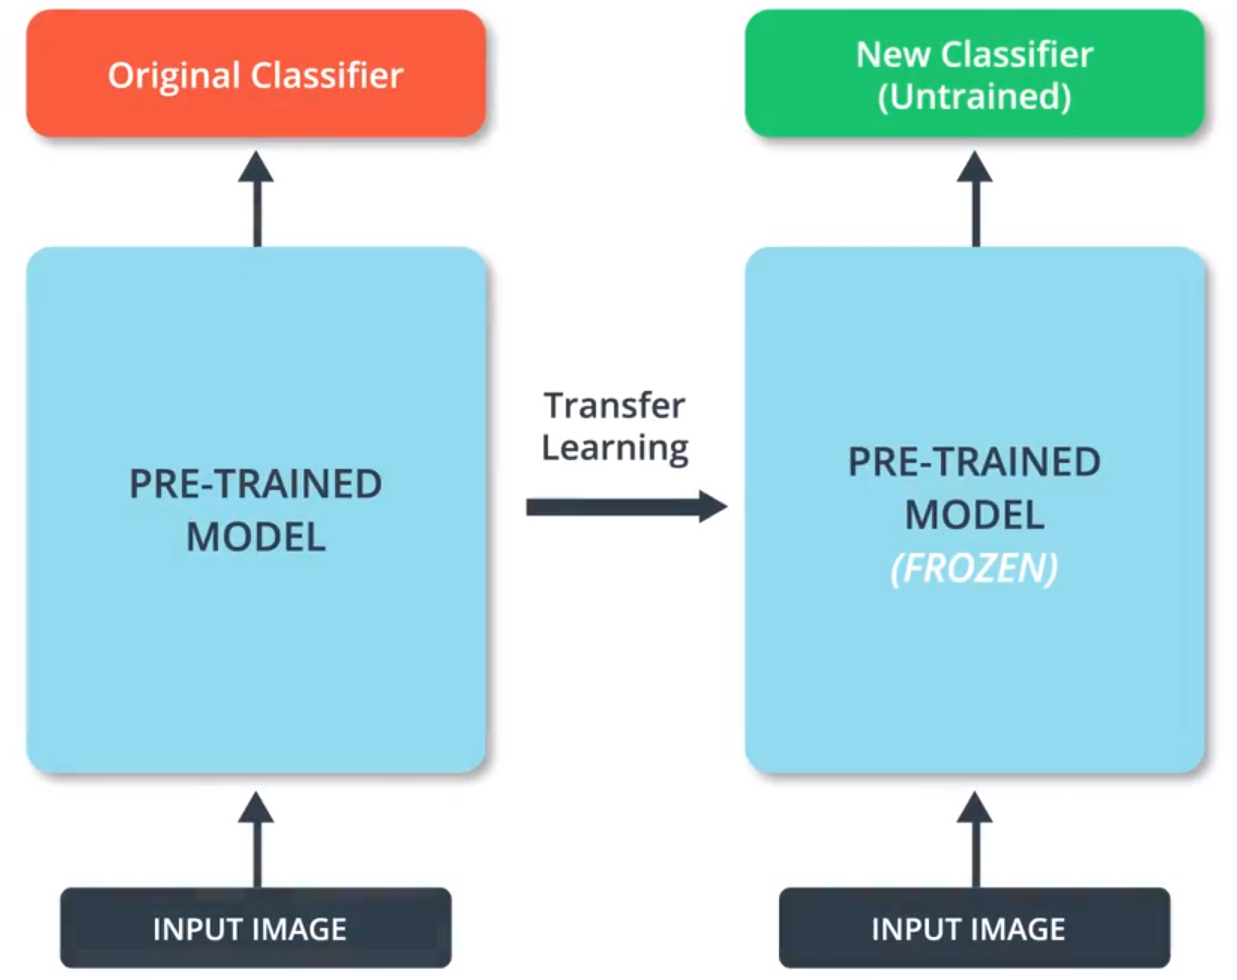 Original Classifier
New Classifier
(Untrained)
PRE-TRAINED
MODEL
Transfer
Learning
PRE-TRAINED
MODEL
(FROZEN)
INPUT IMAGE
INPUT IMAGE